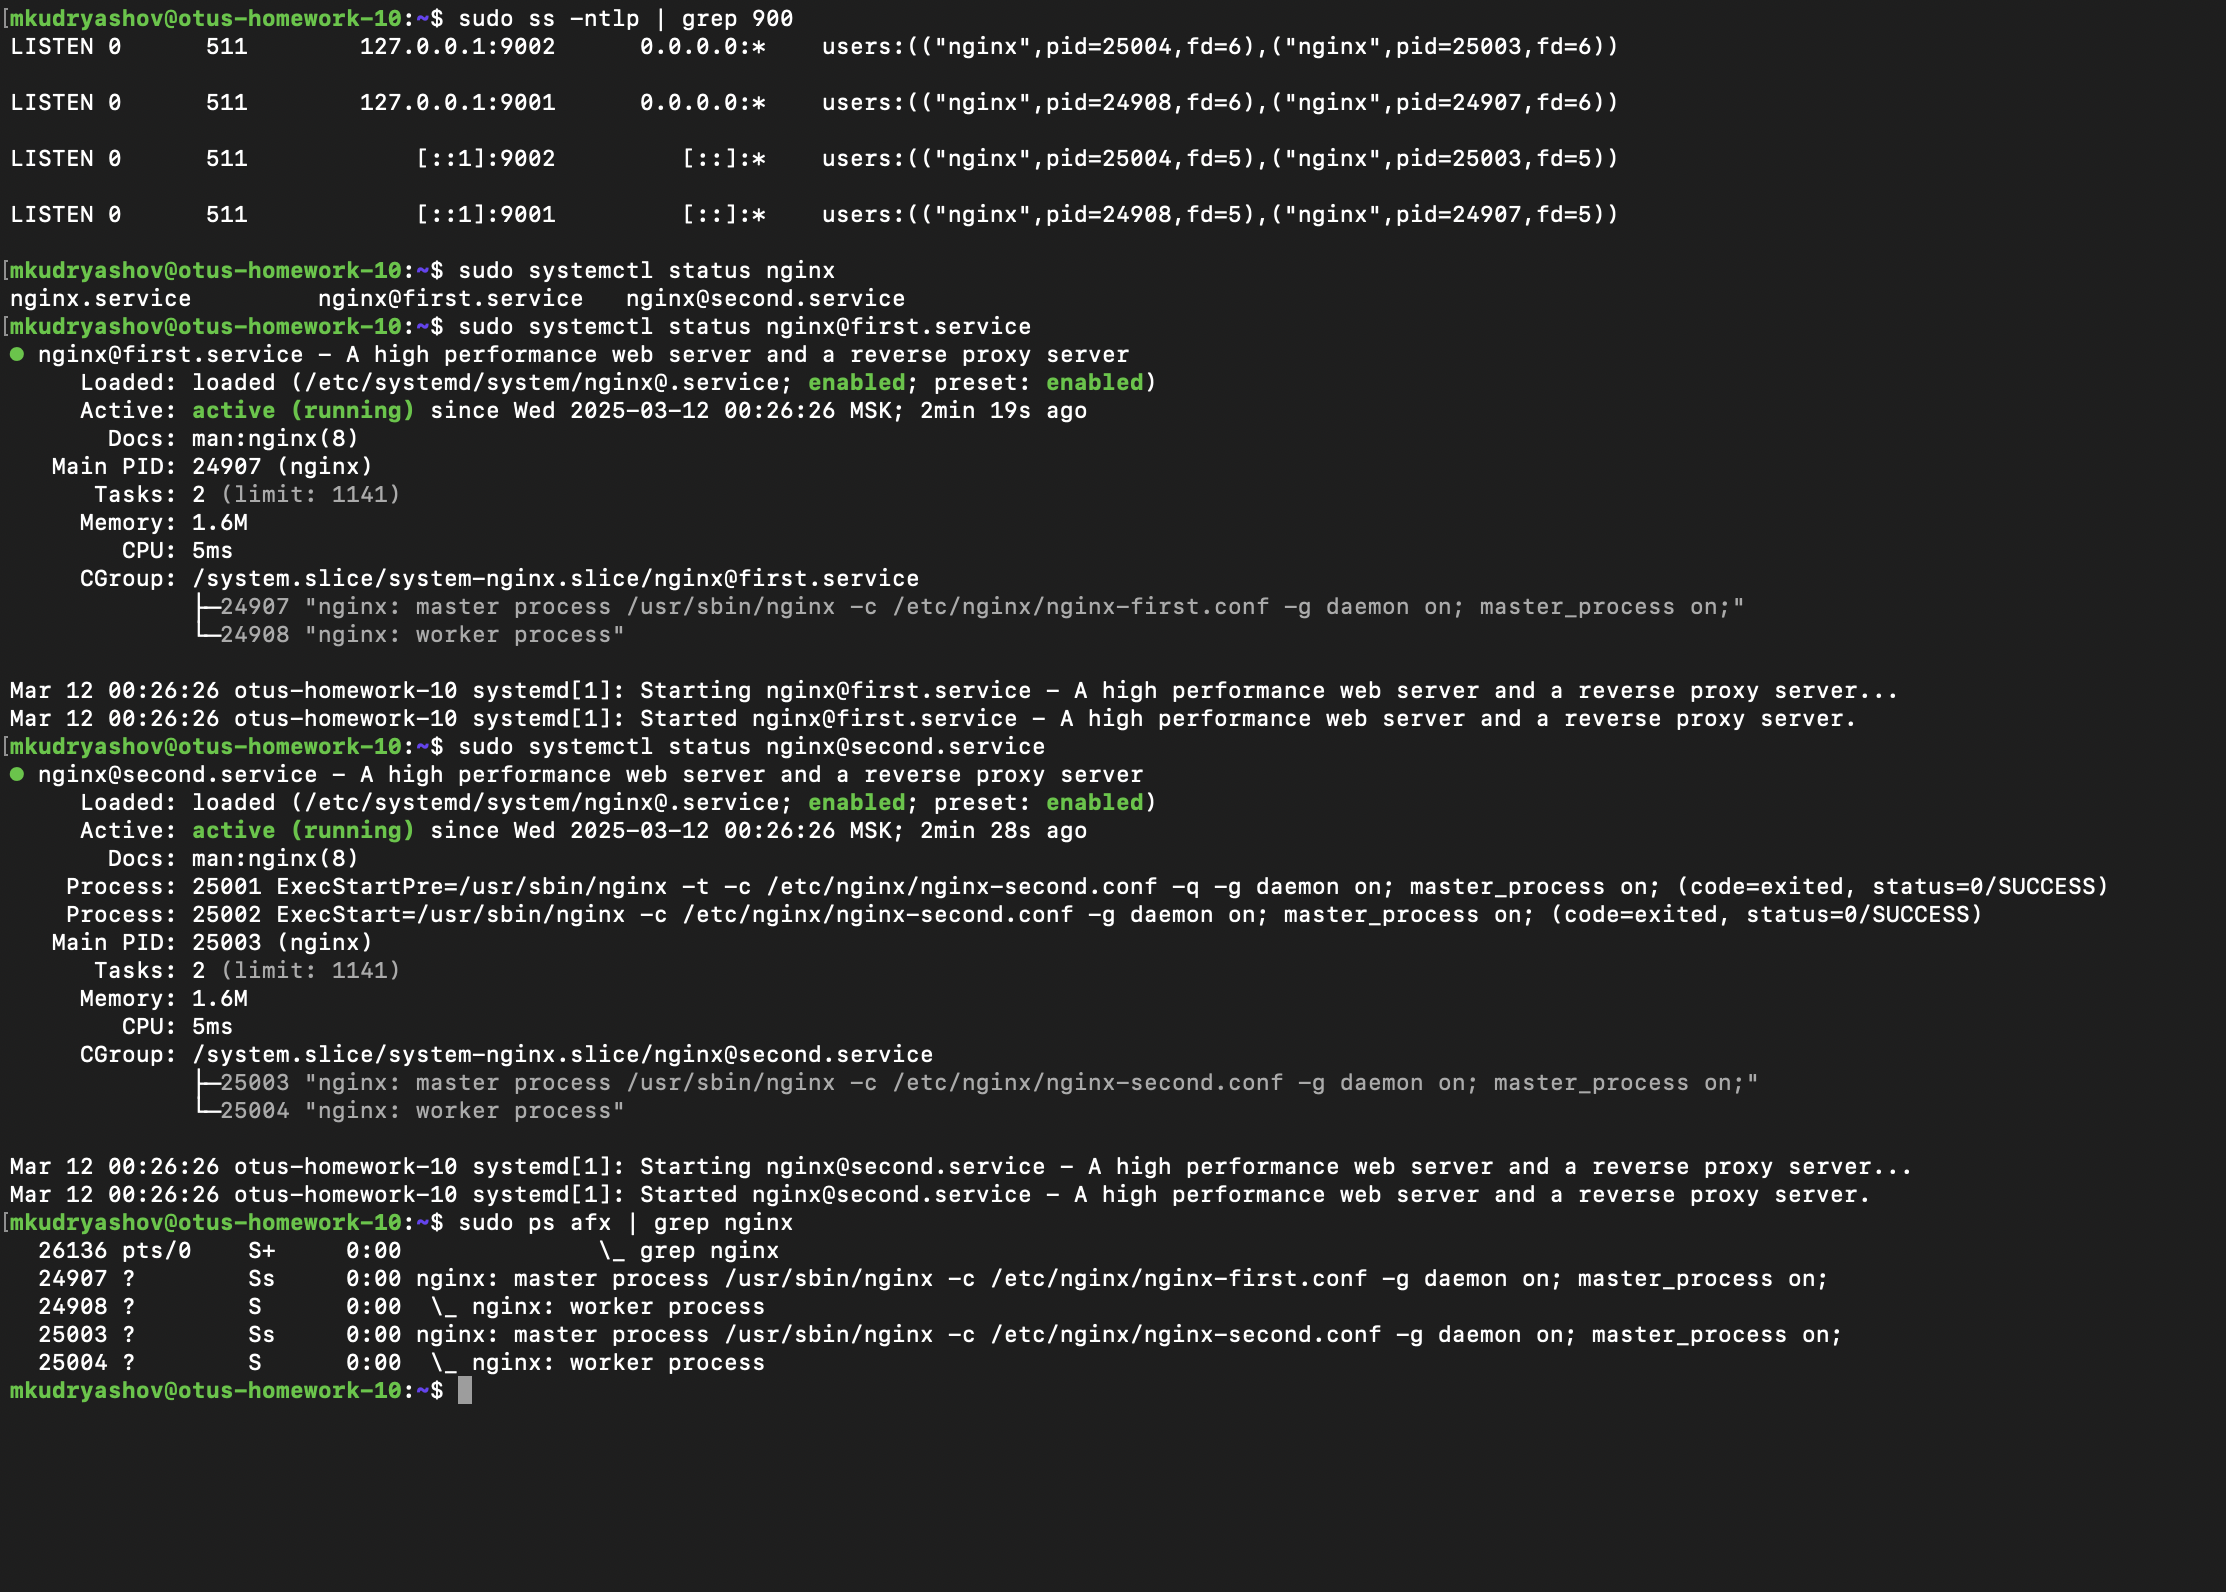 [mkudryashov@otus-homework-10:~$ sudo ss -ntlp | grep 900
LISTEN 0      511        127.0.0.1:9002      0.0.0.0:*    users:(("nginx",pid=25004,fd=6),("nginx",pid=25003,fd=6))
LISTEN 0      511        127.0.0.1:9001      0.0.0.0:*    users:(("nginx",pid=24908,fd=6),("nginx",pid=24907,fd=6))
LISTEN 0      511            [::1]:9002         [::]:*    users:(("nginx",pid=25004,fd=5),("nginx",pid=25003,fd=5))
LISTEN 0      511            [::1]:9001         [::]:*    users:(("nginx",pid=24908,fd=5),("nginx",pid=24907,fd=5))
[mkudryashov@otus-homework-10:~$ sudo systemctl status nginx
nginx.service         nginx@first.service   nginx@second.service
[mkudryashov@otus-homework-10:~$ sudo systemctl status nginx@first.service
● nginx@first.service - A high performance web server and a reverse proxy server
     Loaded: loaded (/etc/systemd/system/nginx@.service; enabled; preset: enabled)
     Active: active (running) since Wed 2025-03-12 00:26:26 MSK; 2min 19s ago
       Docs: man:nginx(8)
   Main PID: 24907 (nginx)
      Tasks: 2 (limit: 1141)
     Memory: 1.6M
        CPU: 5ms
     CGroup: /system.slice/system-nginx.slice/nginx@first.service
             ├─24907 "nginx: master process /usr/sbin/nginx -c /etc/nginx/nginx-first.conf -g daemon on; master_process on;"
             └─24908 "nginx: worker process"
Mar 12 00:26:26 otus-homework-10 systemd[1]: Starting nginx@first.service - A high performance web server and a reverse proxy server...
Mar 12 00:26:26 otus-homework-10 systemd[1]: Started nginx@first.service - A high performance web server and a reverse proxy server.
[mkudryashov@otus-homework-10:~$ sudo systemctl status nginx@second.service
● nginx@second.service - A high performance web server and a reverse proxy server
     Loaded: loaded (/etc/systemd/system/nginx@.service; enabled; preset: enabled)
     Active: active (running) since Wed 2025-03-12 00:26:26 MSK; 2min 28s ago
       Docs: man:nginx(8)
    Process: 25001 ExecStartPre=/usr/sbin/nginx -t -c /etc/nginx/nginx-second.conf -q -g daemon on; master_process on; (code=exited, status=0/SUCCESS)
    Process: 25002 ExecStart=/usr/sbin/nginx -c /etc/nginx/nginx-second.conf -g daemon on; master_process on; (code=exited, status=0/SUCCESS)
   Main PID: 25003 (nginx)
      Tasks: 2 (limit: 1141)
     Memory: 1.6M
        CPU: 5ms
     CGroup: /system.slice/system-nginx.slice/nginx@second.service
             ├─25003 "nginx: master process /usr/sbin/nginx -c /etc/nginx/nginx-second.conf -g daemon on; master_process on;"
             └─25004 "nginx: worker process"
Mar 12 00:26:26 otus-homework-10 systemd[1]: Starting nginx@second.service - A high performance web server and a reverse proxy server...
Mar 12 00:26:26 otus-homework-10 systemd[1]: Started nginx@second.service - A high performance web server and a reverse proxy server.
[mkudryashov@otus-homework-10:~$ sudo ps afx | grep nginx
  26136 pts/0    S+     0:00              \_ grep nginx
  24907 ?        Ss     0:00 nginx: master process /usr/sbin/nginx -c /etc/nginx/nginx-first.conf -g daemon on; master_process on;
  24908 ?        S      0:00  \_ nginx: worker process
  25003 ?        Ss     0:00 nginx: master process /usr/sbin/nginx -c /etc/nginx/nginx-second.conf -g daemon on; master_process on;
  25004 ?        S      0:00  \_ nginx: worker process
mkudryashov@otus-homework-10:~$